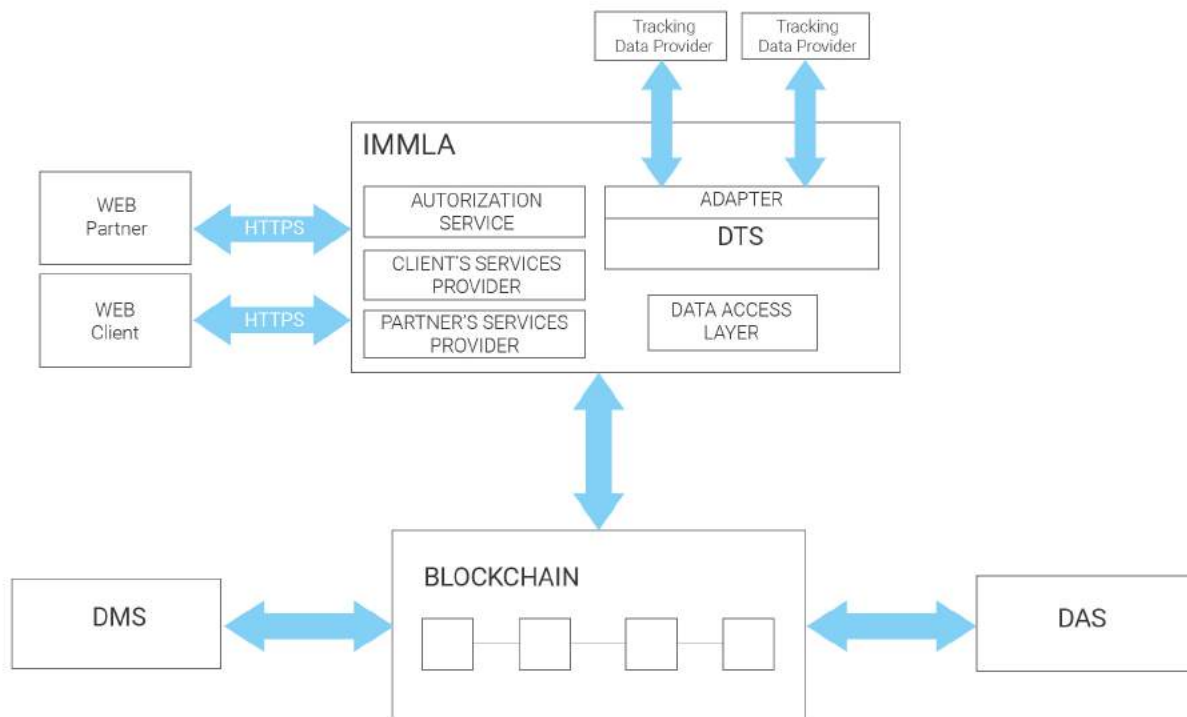 Tracking
Data Provider
Tracking
Data Provider
IMMLA
WEB
Partner
HTTPS
AUTORIZATION
SERVICE
ADAPTER
DTS
CLIENT'S SERVICES
PROVIDER
WEB
Client
HTTPS
PARTNER'S SERVICES
PROVIDER
DATA ACCESS
LAYER
BLOCKCHAIN
DMS
DAS